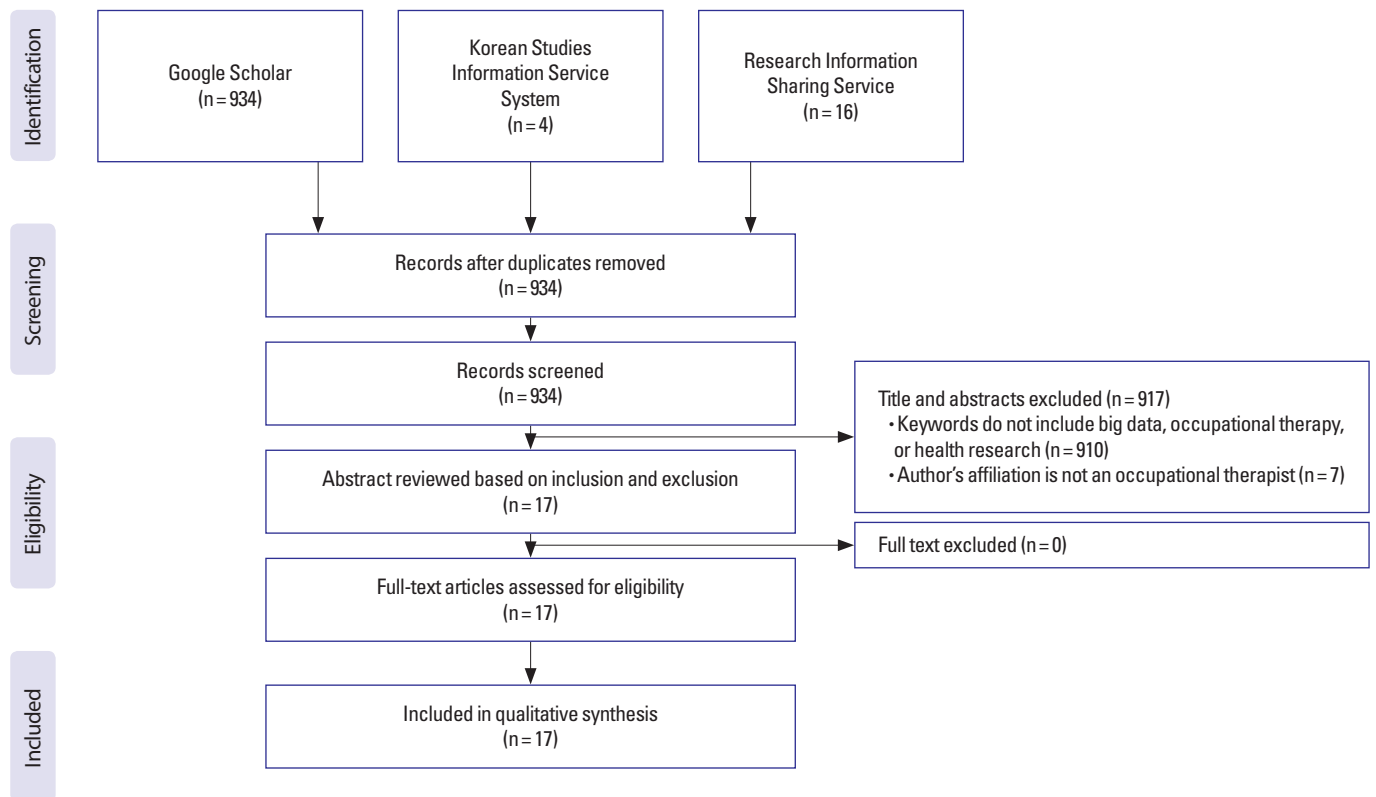 Identification
Google Scholar
(n = 934)
Korean Studies
Information Service
System
(n = 4)
Research Information
Sharing Service
(n = 16)
Screening
Records after duplicates removed
(n = 934)
Records screened
(n = 934)
Title and abstracts excluded (n = 917)
• Keywords do not include big data, occupational therapy,
or health research (n = 910)
• Author’s affiliation is not an occupational therapist (n = 7)
Eligibility
Abstract reviewed based on inclusion and exclusion
(n = 17)
Full text excluded (n = 0)
Full-text articles assessed for eligibility
(n = 17)
Included
Included in qualitative synthesis
(n = 17)